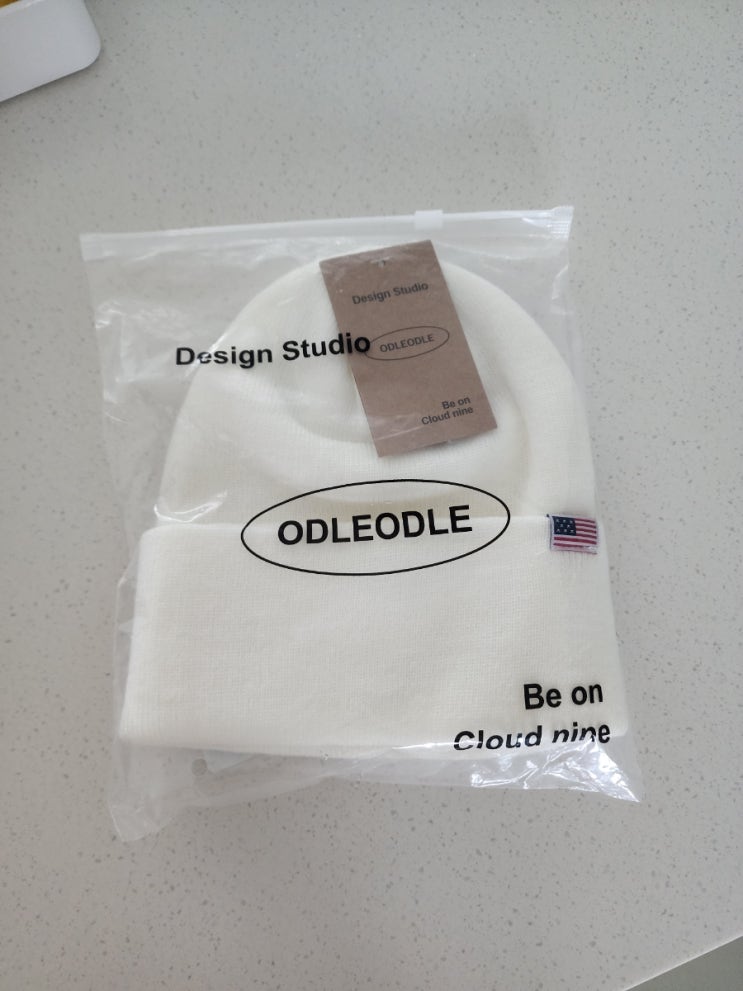 Design Studio
ODLEODLE
Be on
Cloud nine
Design Studio
ODLEODLE
Be on
Cloud nine